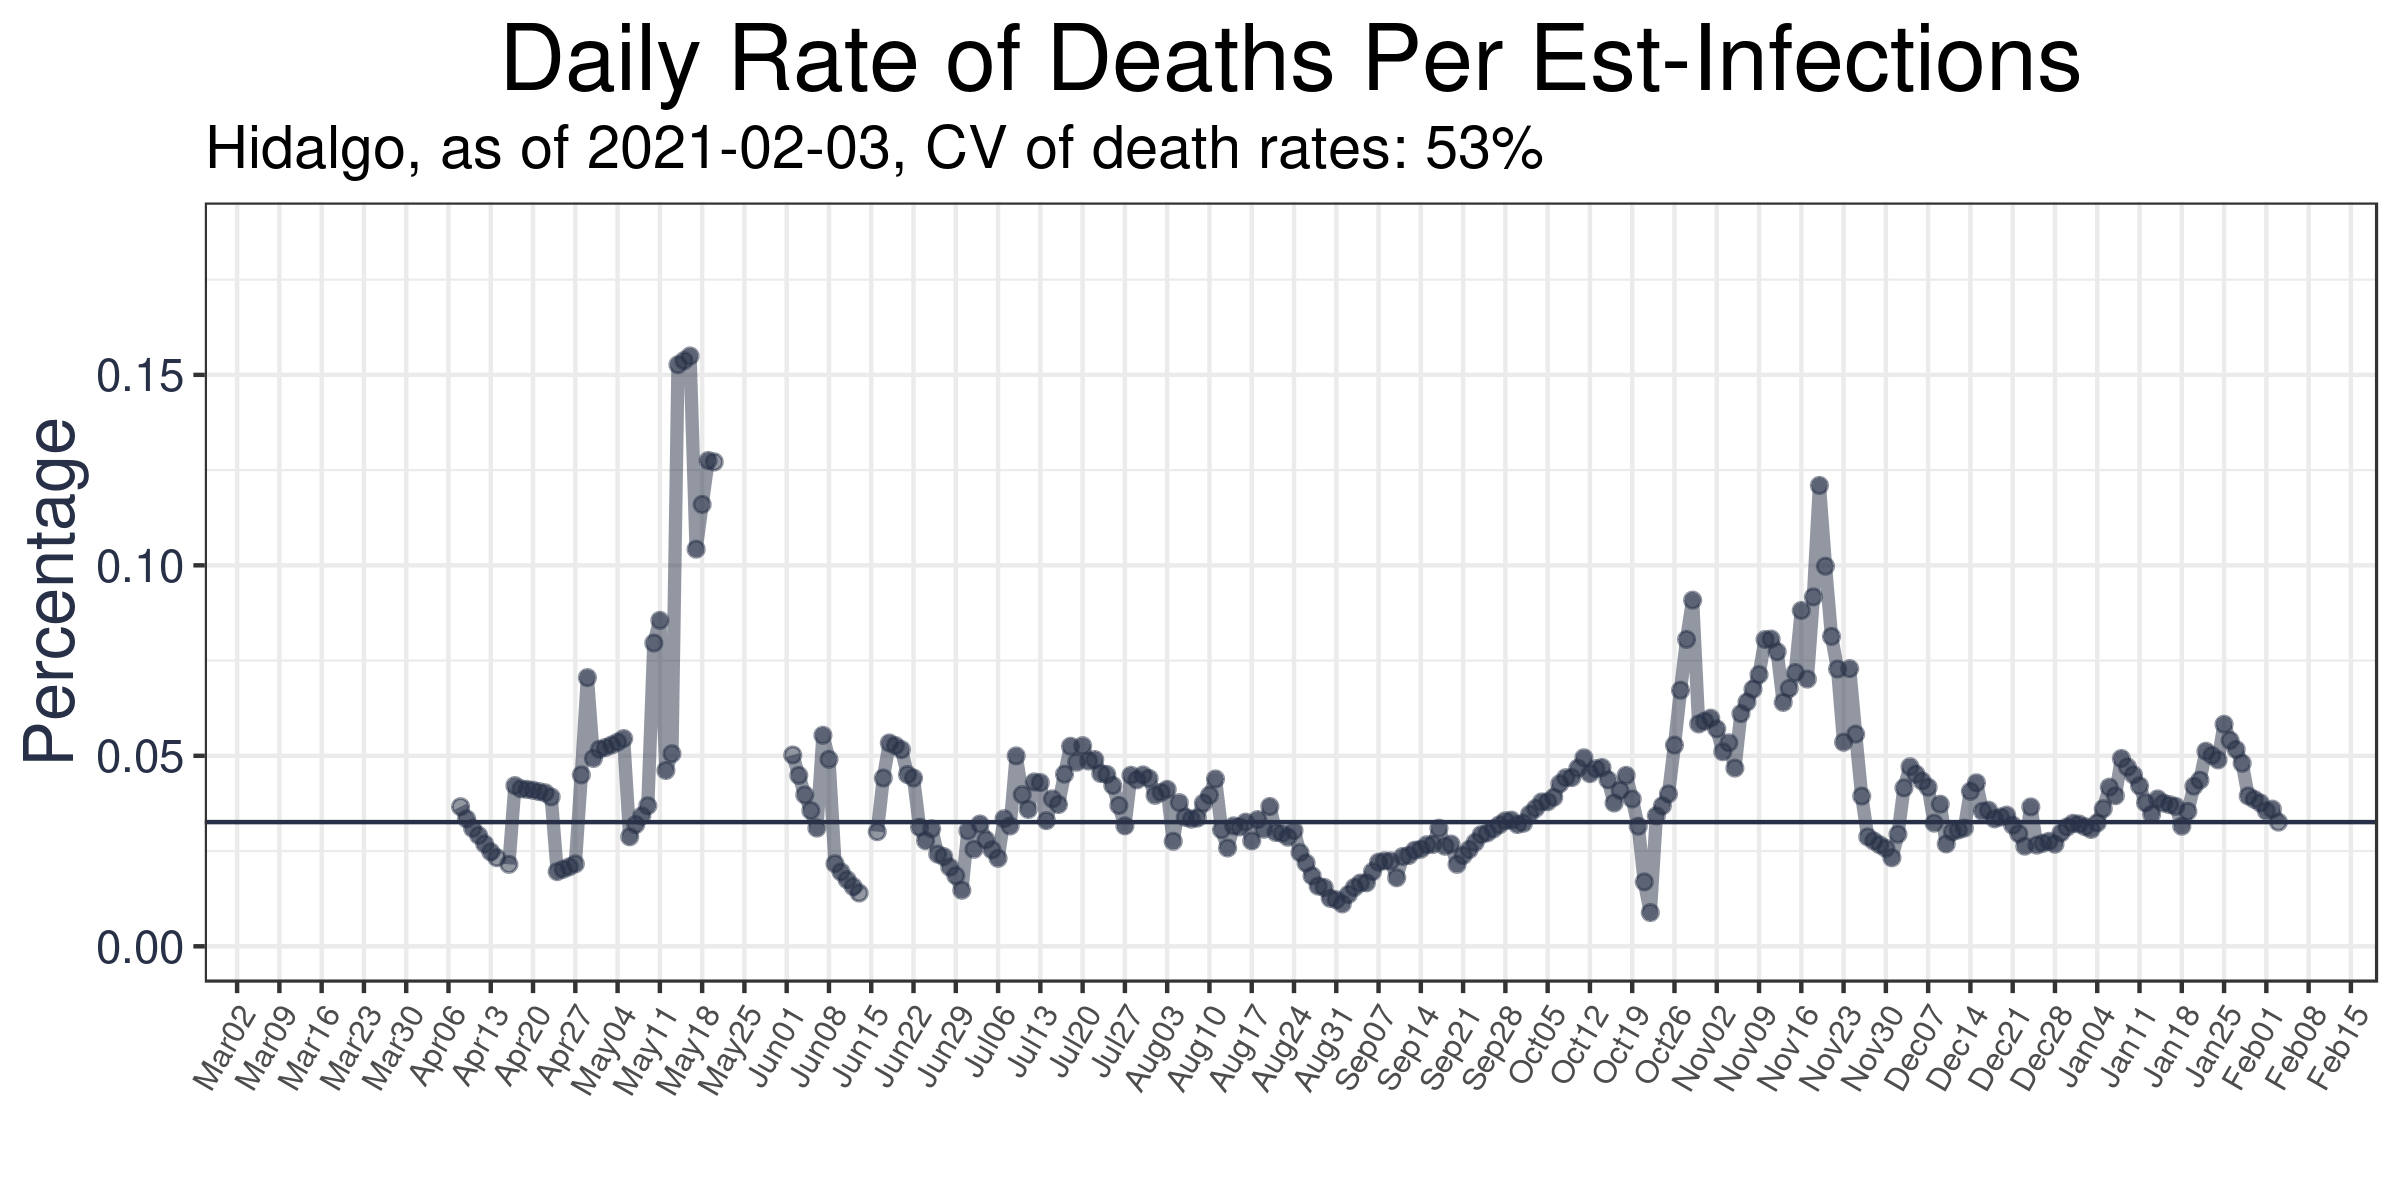 Daily Rate of Deaths Per Est-Infections
Hidalgo, as of 2021-02-03, CV of death rates: 53%
Percentage
0.15
0.10
0.05
0.00
Mar02
Mar09
Mar16
Mar23
Mar30
Apr06
Apr13
Apr20
Apr27
May04
May11
May18
May25
Jun01
Jun08
Jun15
Jun22
Jun29
Jul06
Jul13
Jul20
Jul27
Aug03
Aug10
Aug17
Aug24
Aug31
Sep07
Sep14
Sep21
Sep28
Oct05
Oct12
Oct19
Oct26
Nov02
Nov09
Nov16
Nov23
Nov30
Dec07
Dec14
Dec21
Dec28
Jan04
Jan11
Jan18
Jan25
Feb01
Feb08
Feb15